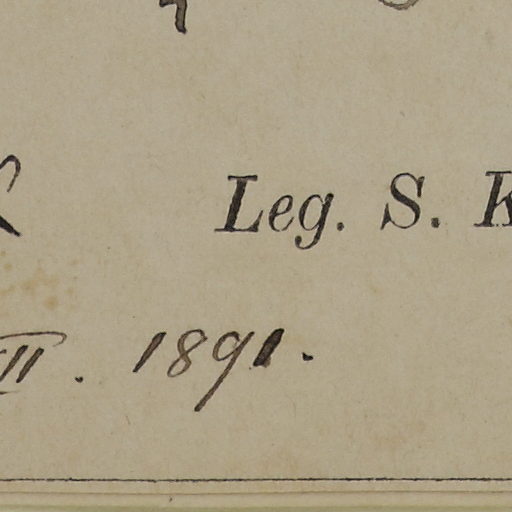 Leg. S. K
II. 1891.